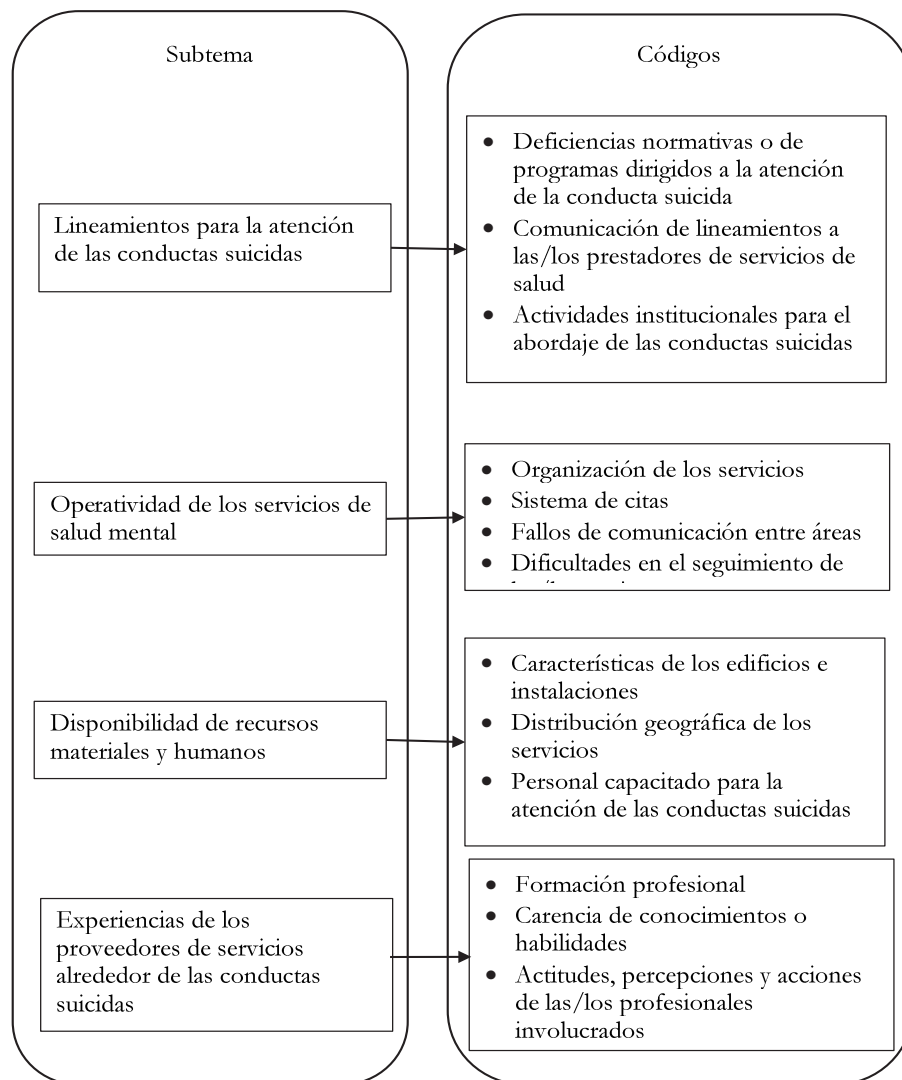 Subtema
Códigos
Lineamientos para la atención
de las conductas suicidas
• Deficiencias normativas o de
programas dirigidos a la atención
de la conducta suicida
• Comunicación de lineamientos a
las/los prestadores de servicios de
salud
• Actividades institucionales para el
abordaje de las conductas suicidas
Operatividad de los servicios de
salud mental
• Organización de los servicios
• Sistema de citas
• Fallos de comunicación entre áreas
• Dificultades en el seguimiento de
Disponibilidad de recursos
materiales y humanos
• Características de los edificios e
instalaciones
• Distribución geográfica de los
servicios
• Personal capacitado para la
atención de las conductas suicidas
Experiencias de los
proveedores de servicios
alrededor de las conductas
suicidas
• Formación profesional
• Carencia de conocimientos o
habilidades
• Actitudes, percepciones y acciones
de las/los profesionales
involucrados